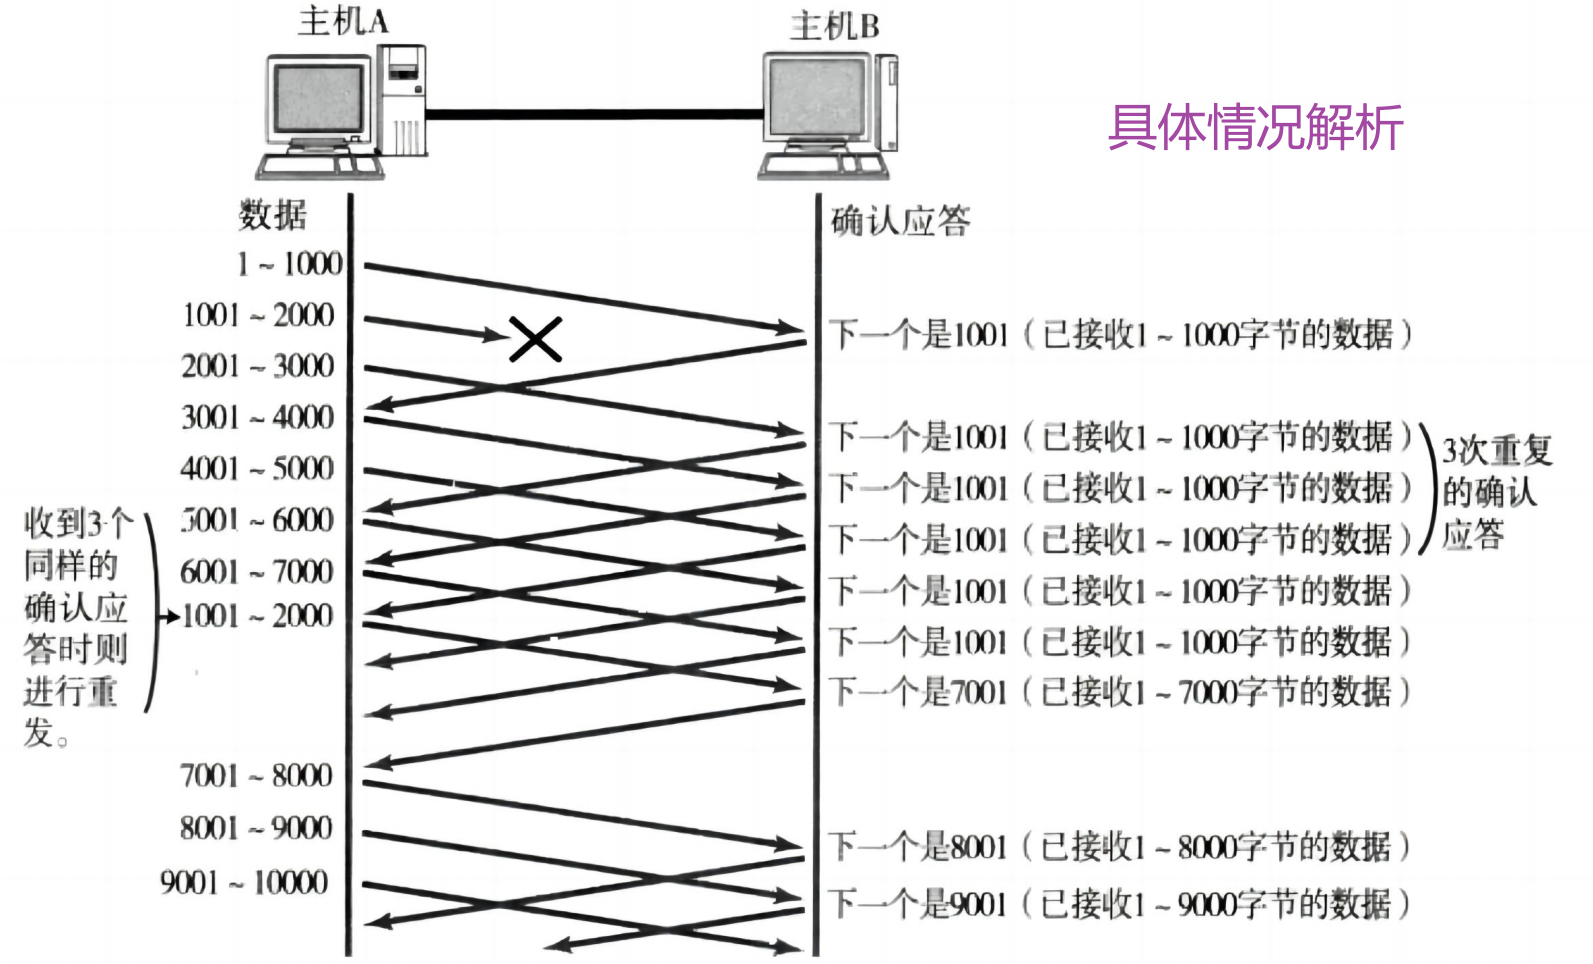 主机A
主机B
具体情况解析
数据
确认应答
1~1000
1001~2000
下一个是1001（已接收1~1000字节的数据）
2001~3000
3001~4000
下一个是1001（已接收1~1000字节的数据）
3次重复
的确认
应答
4001~5000
下一个是1001（已接收1~1000字节的数据）
5001~6000
下一个是1001（已接收1~1000字节的数据）
收到3个
同样的
确认应
答时则
进行重
发。
6001~7000
下一个是1001（已接收1~1000字节的数据）
1001~2000
下一个是1001（已接收1~1000字节的数据）
下一个是7001（已接收1~7000字节的数据）
7001~8000
8001~9000
下一个是8001（已接收1~8000字节的数据）
9001~10000
下一个是9001（已接收1~9000字节的数据）